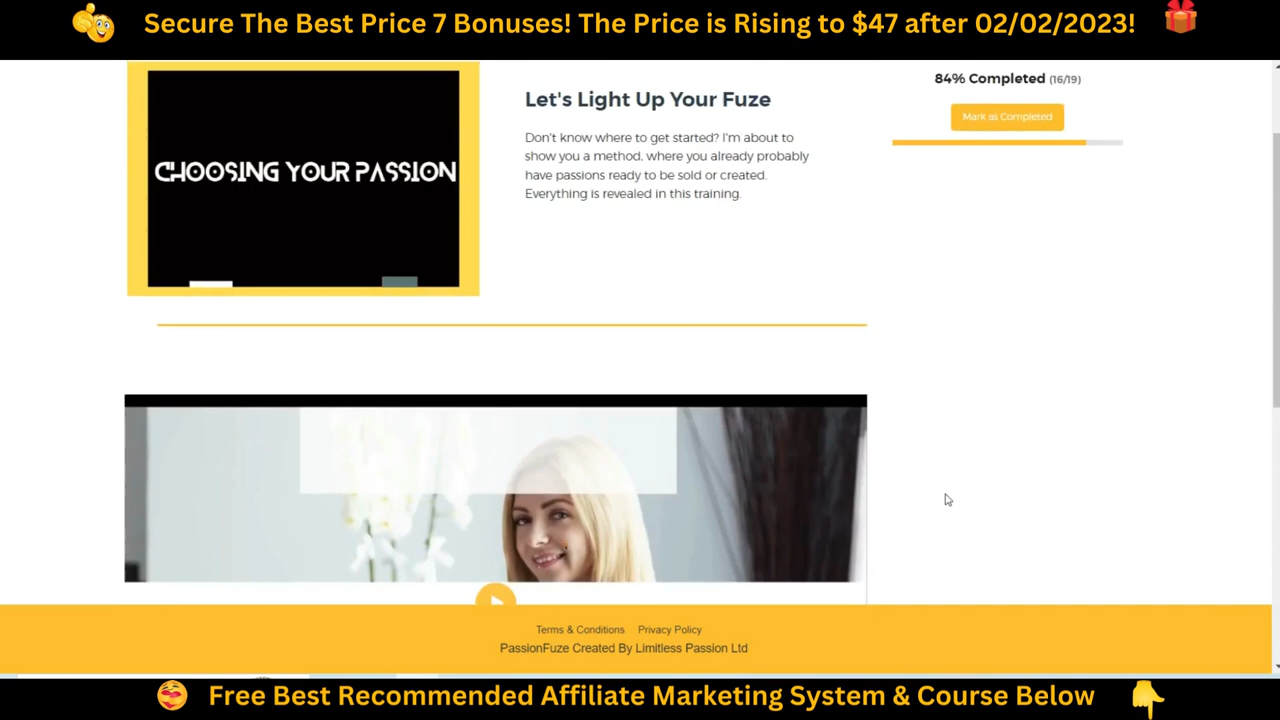 Secure The Best Price 7 Bonuses! The Price is Rising to $47 after 02/02/2023!
CHOOSING YOUR PASSION
Let's Light Up Your Fuze
Don't know where to get started? I'm about to
show you a method, where you already probably
have passions ready to be sold or created.
Everything is revealed in this training.
84% Completed (16/19)
Mark as Completed
Terms & Conditions Privacy Policy
PassionFuze Created By Limitless Passion Ltd
Free Best Recommended Affiliate Marketing System & Course Below